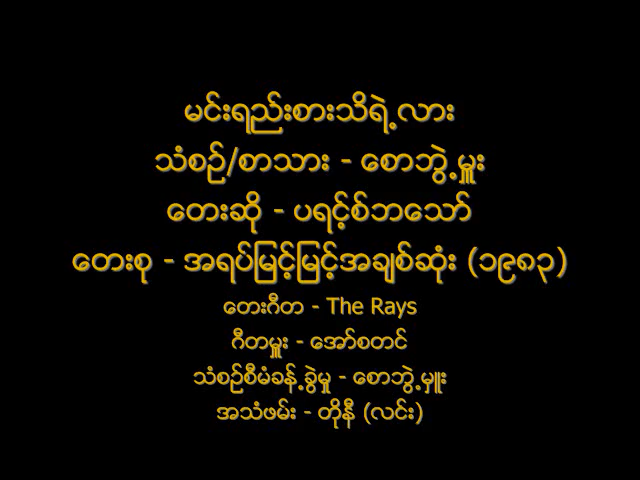 မင်းရည်းစားသိရဲ့လား
သံစဉ်/စာသား - စောဘွဲ့မှူး
တေးဆို - ပရင့်စ်ဘသော်
တေးစု - အရပ်မြင့်မြင့်အချစ်ဆုံး (၁၉၈၃)
တေးဂီတ - The Rays
ဂီတမှူး - အော်စတင်
သံစဉ်စီမံခန့်ခွဲမှု - စောဘွဲ့မှူး
အသံဖမ်း - တိုနီ (လင်း)